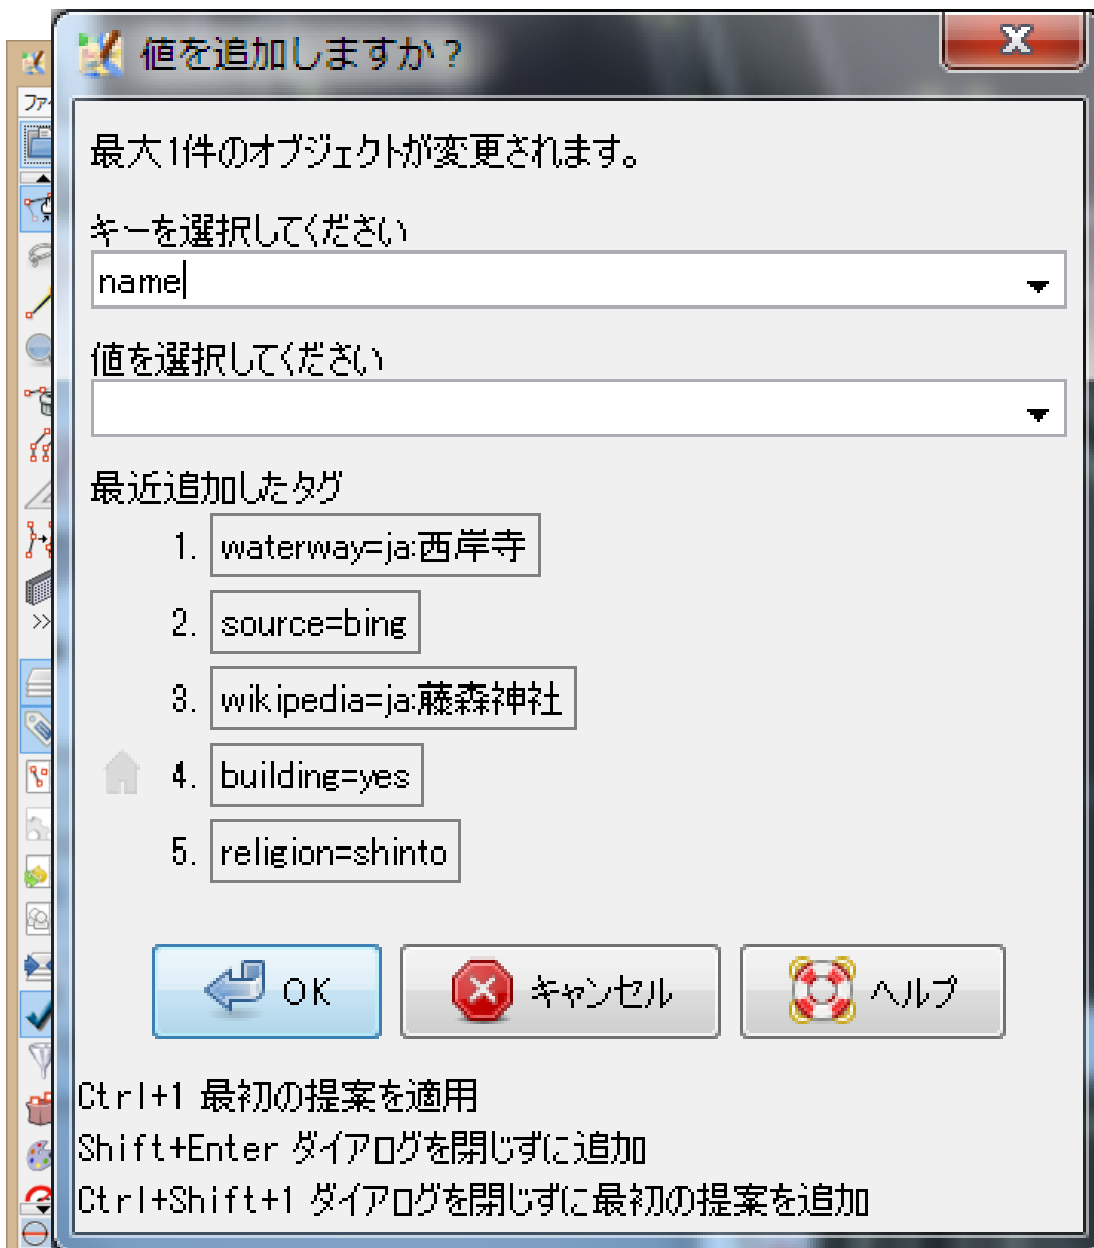 値を追加しますか？
ファイ
最大1件のオブジェクトが変更されます。
キーを選択してください
name
値を選択してください
最近追加したタグ
1. waterway=ja:西岸寺
2. source=bing
3. wikipedia=ja:藤森神社
4. building=yes
5. religion=shinto
OK キャンセル ヘルプ
Ctrl+1 最初の提案を適用
Shift+Enter ダイアログを閉じずに追加
Ctrl+Shift+1 ダイアログを閉じずに最初の提案を追加